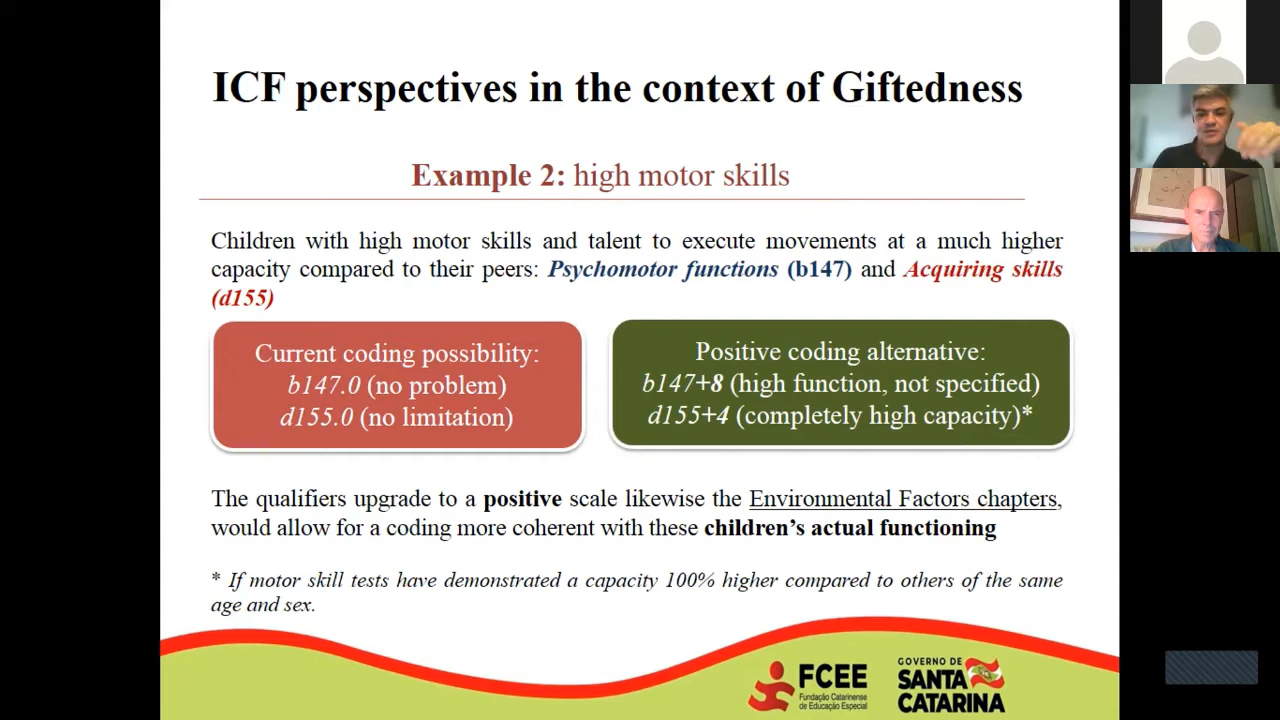 ICF perspectives in the context of Giftedness
Example 2: high motor skills
Children with high motor skills and talent to execute movements at a much higher
capacity compared to their peers: Psychomotor functions (b147) and Acquiring skills
(d155)
Current coding possibility:
b147.0 (no problem)
d155.0 (no limitation)
Positive coding alternative:
b147+8 (high function, not specified)
d155+4 (completely high capacity)*
The qualifiers upgrade to a positive scale likewise the Environmental Factors chapters,
would allow for a coding more coherent with these children's actual functioning
* If motor skill tests have demonstrated a capacity 100% higher compared to others of the same
age and sex.
FCEE
Fundação Catarinense
de Educação Especial
GOVERNO DE
SANTA
CATARINA